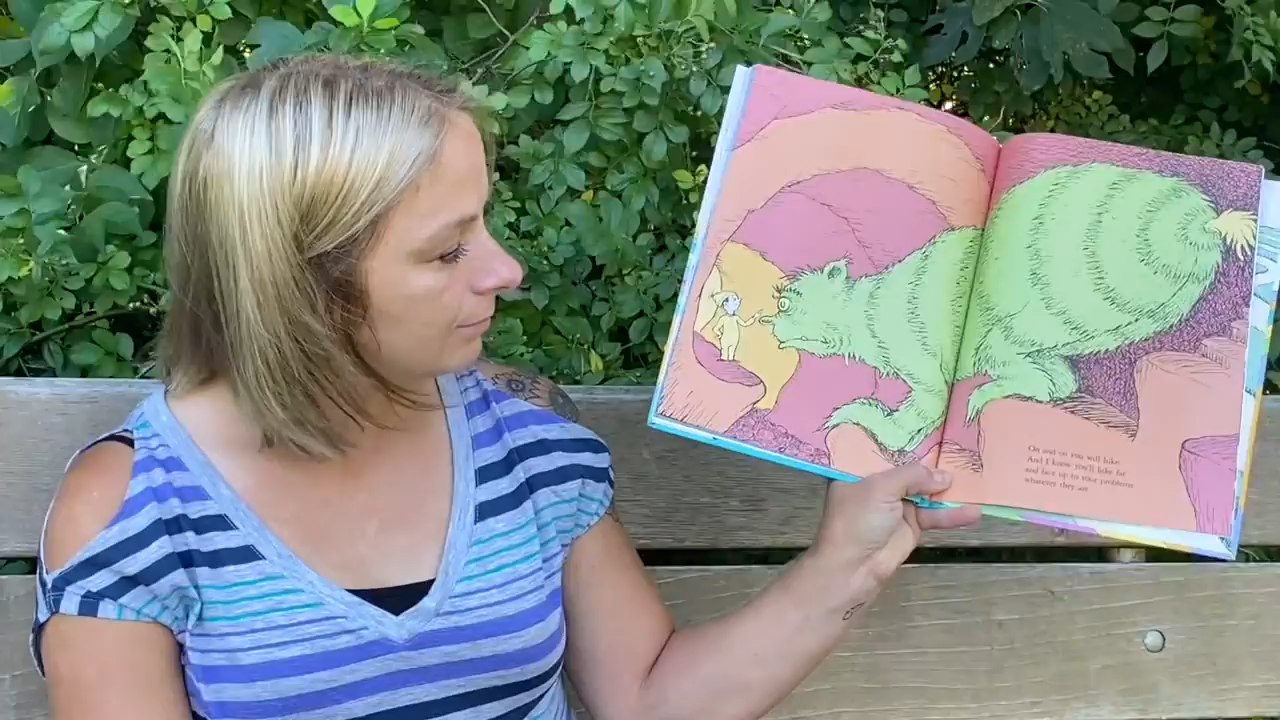 On and on you will hike.
And I know you'll hike far
and face up to your problems
whatever they are.